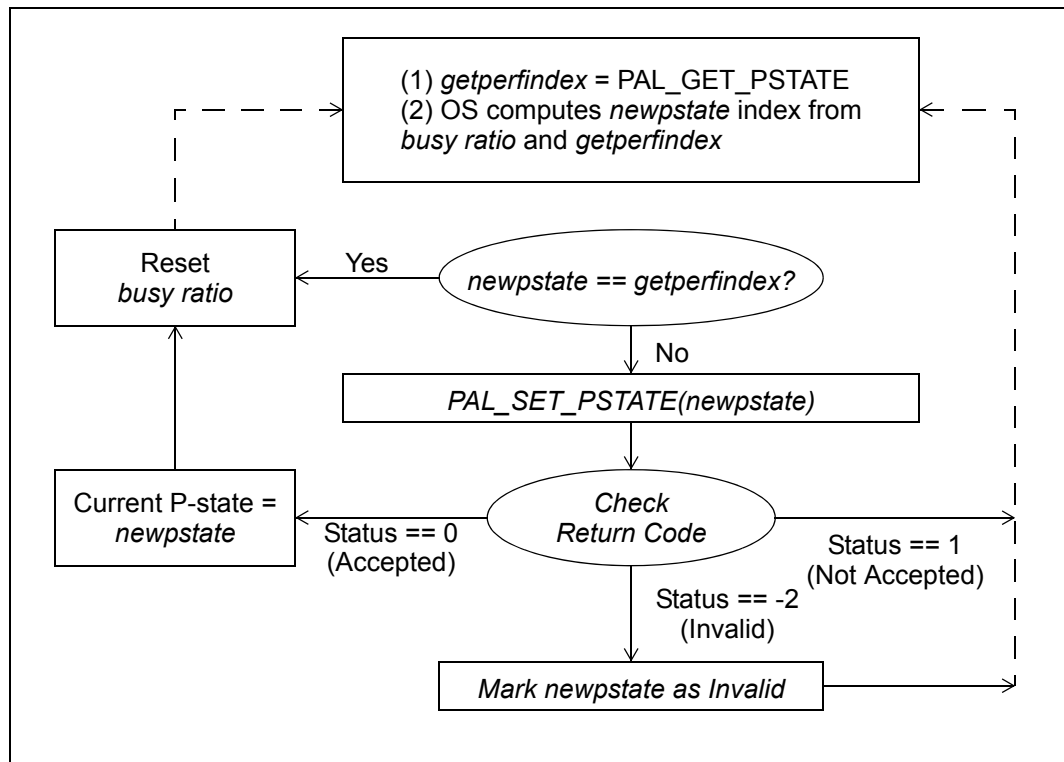 (1) getperfindex = PAL_GET_PSTATE
(2) OS computes newpstate index from
busy ratio and getperfindex
Reset
busy ratio
Yes
newpstate == getperfindex?
No
PAL_SET_PSTATE(newpstate)
Current P-state =
newpstate
Status == 0
(Accepted)
Check
Return Code
Status == 1
(Not Accepted)
Status == -2
(Invalid)
Mark newpstate as Invalid